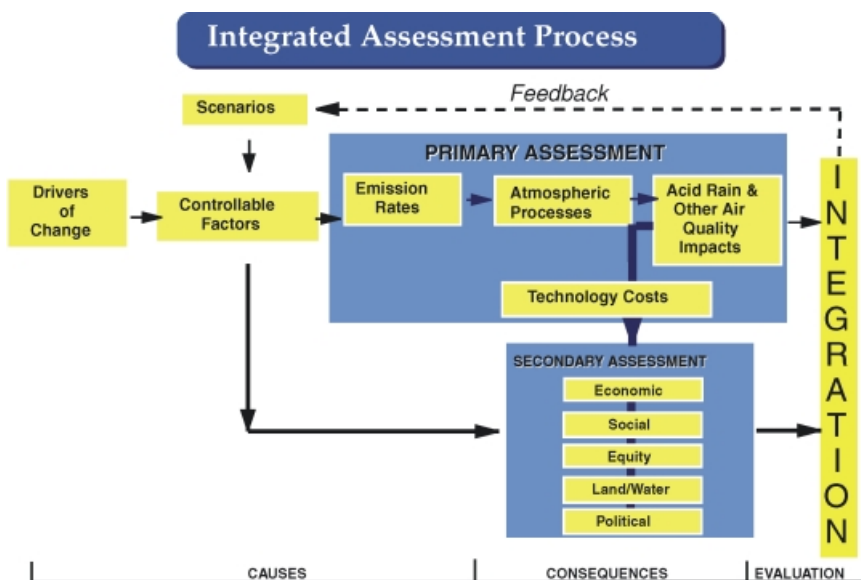 Integrated Assessment Process
Feedback
Scenarios
PRIMARY ASSESSMENT
Drivers
of
Change
Controllable
Factors
Emission
Rates
Atmospheric
Processes
Acid Rain &
Other Air
Quality
Impacts
Technology Costs
SECONDARY ASSESSMENT
Economic
Social
Equity
Land/Water
Political
INTEGRATION
CAUSES
CONSEQUENCES
EVALUATION